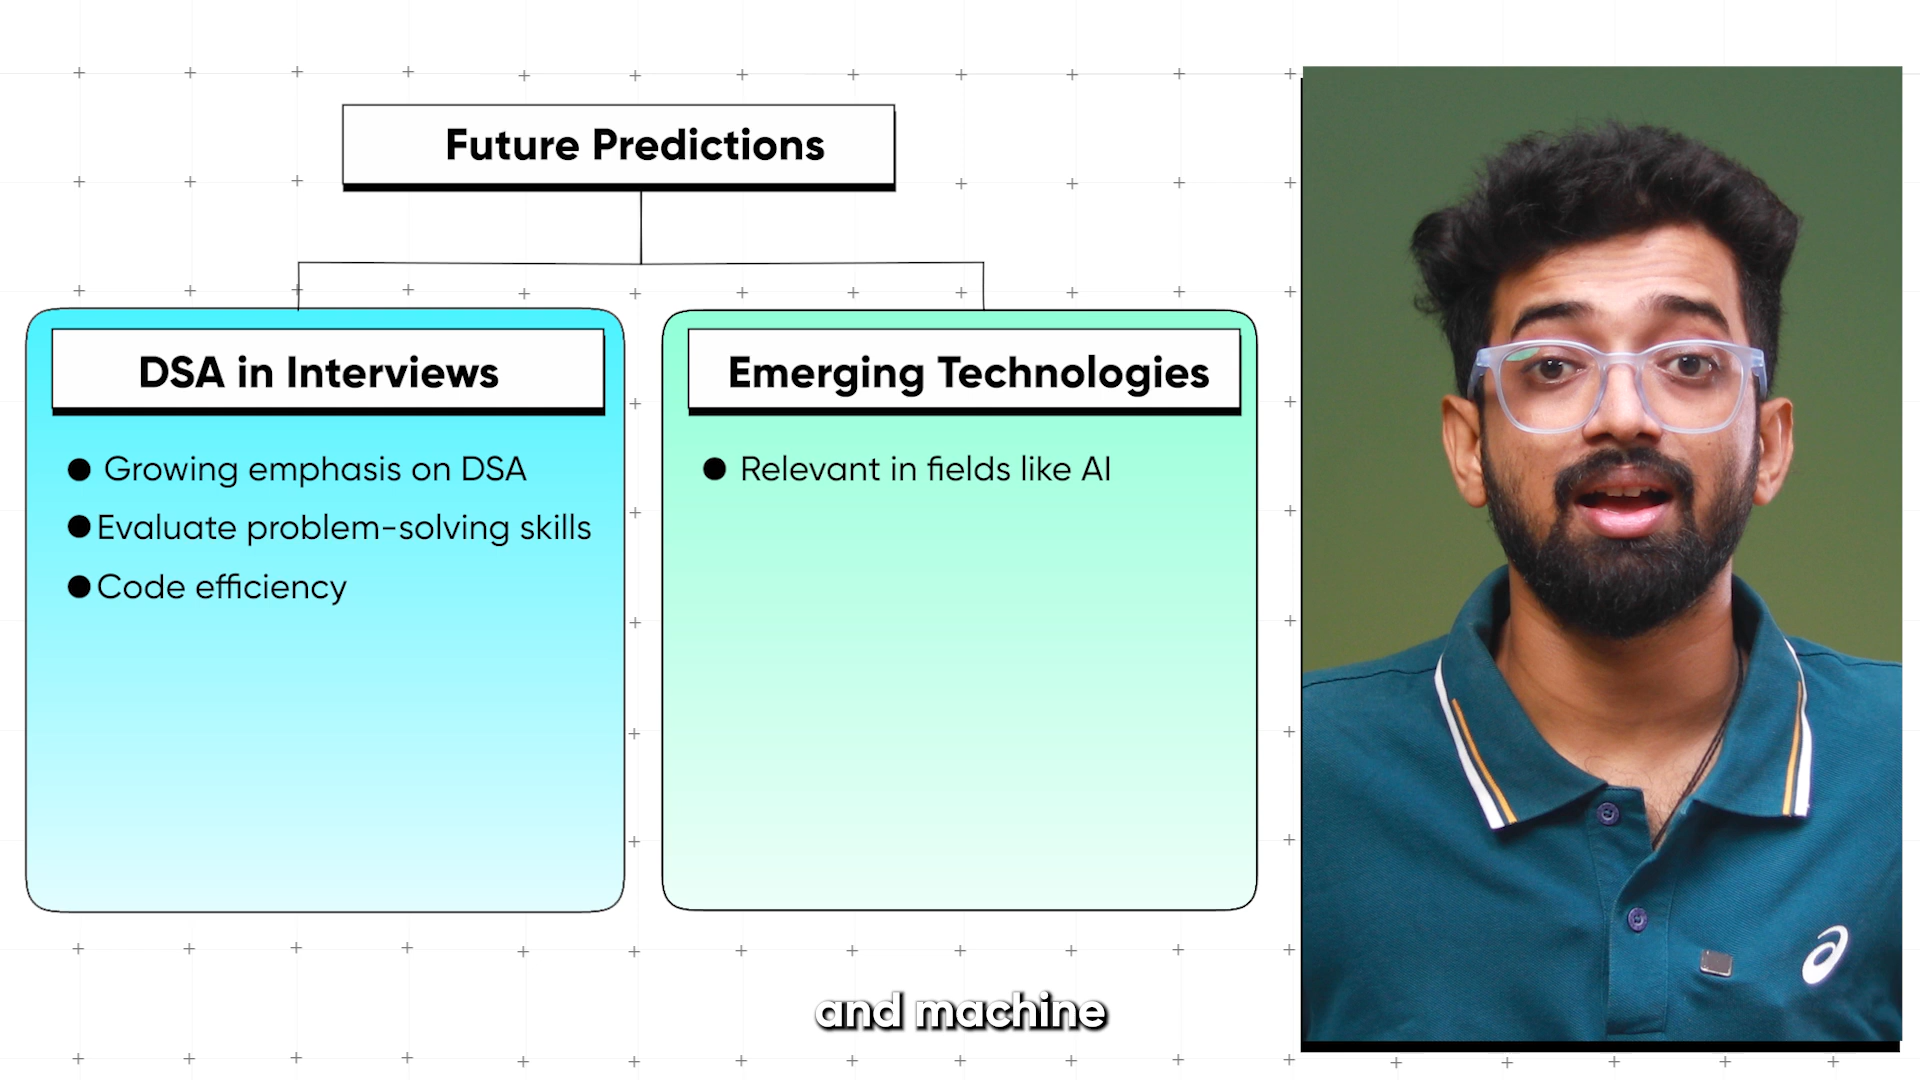 Future Predictions
DSA in Interviews
Growing emphasis on DSA
Evaluate problem-solving skills
Code efficiency
Emerging Technologies
Relevant in fields like AI
and machine